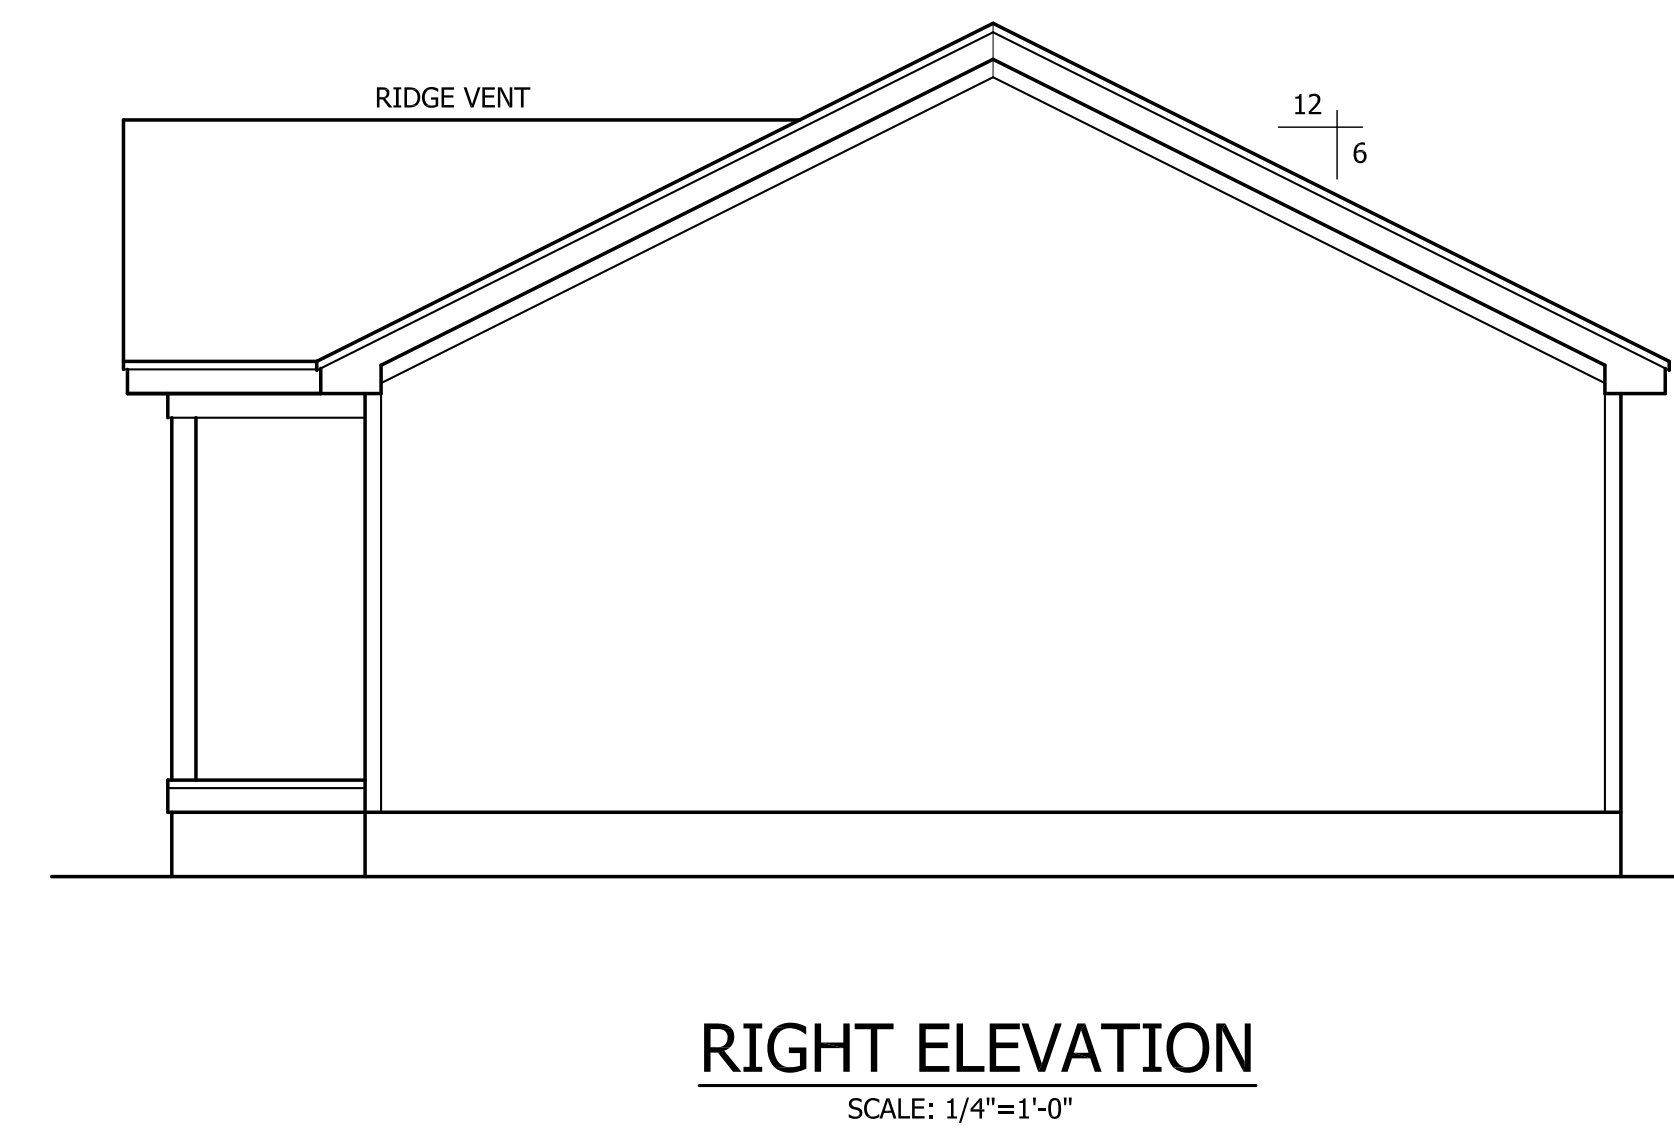 RIDGE VENT
12
6
RIGHT ELEVATION
SCALE: 1/4"=1'-0"